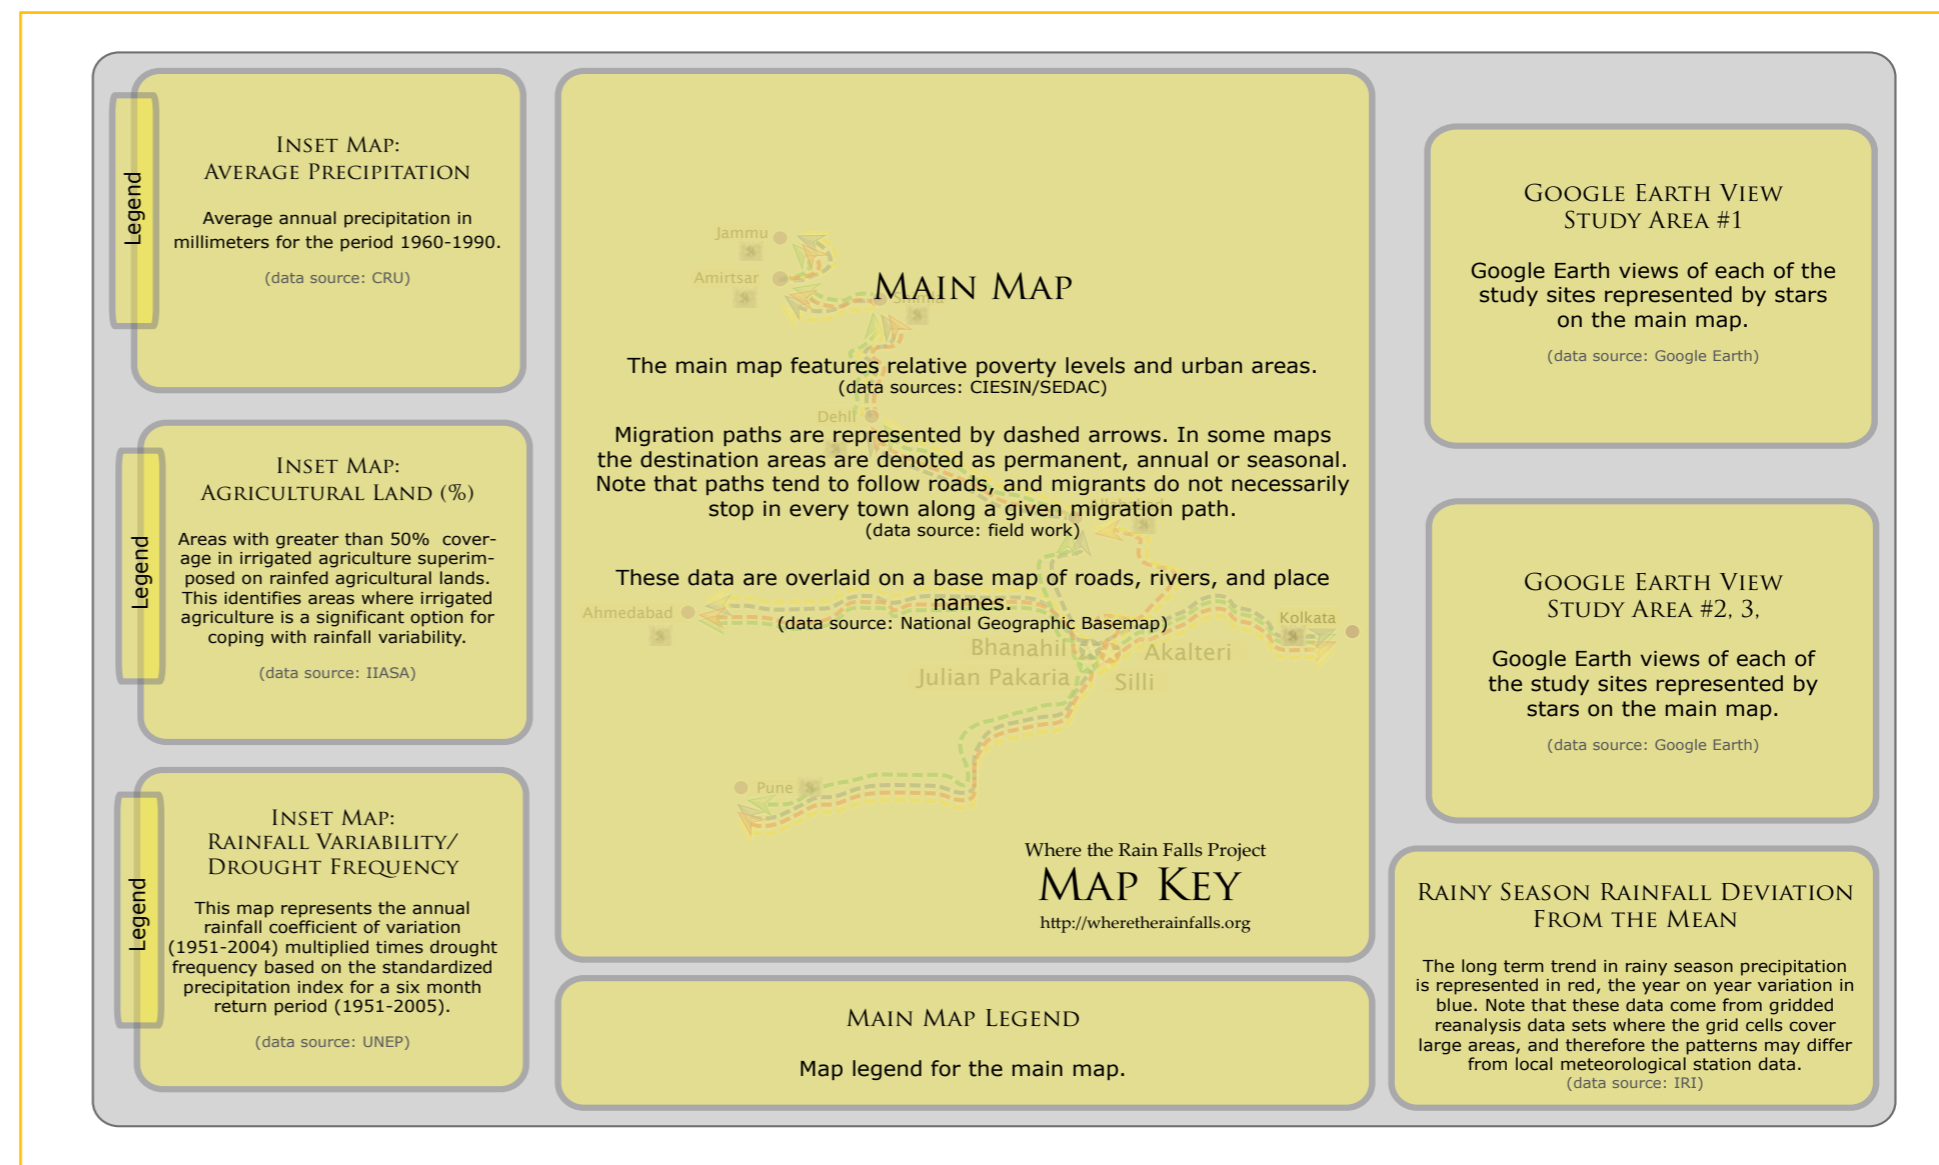 Legend
INSET MAP:
AVERAGE PRECIPITATION
Average annual precipitation in
millimeters for the period 1960-1990.
(data source: CRU)
Legend
INSET MAP:
AGRICULTURAL LAND (%)
Areas with greater than 50% cover-
age in irrigated agriculture superim-
posed on rainfed agricultural lands.
This identifies areas where irrigated
agriculture is a significant option for
coping with rainfall variability.
(data source: IIASA)
Legend
INSET MAP:
RAINFALL VARIABILITY/
DROUGHT FREQUENCY
This map represents the annual
rainfall coefficient of variation
(1951-2004) multiplied times drought
frequency based on the standardized
precipitation index for a six month
return period (1951-2005).
(data source: UNEP)
Jammu
Amirtsar
MAIN MAP
Shimla
The main map features relative poverty levels and urban areas.
(data sources: CIESIN/SEDAC)
Dehli
Migration paths are represented by dashed arrows. In some maps
the destination areas are denoted as permanent, annual or seasonal.
Note that paths tend to follow roads, and migrants do not necessarily
Allahabad
stop in every town along a given migration path.
(data source: field work)
These data are overlaid on a base map of roads, rivers, and place
names.
(data source: National Geographic Basemap)
Ahmedabad
Kolkata
Bhanahil
Akalteri
Julian Pakaria
Silli
Pune
Where the Rain Falls Project
MAP KEY
http://wheretherainfalls.org
MAIN MAP LEGEND
Map legend for the main map.
GOOGLE EARTH VIEW
STUDY AREA #1
Google Earth views of each of the
study sites represented by stars
on the main map.
(data source: Google Earth)
GOOGLE EARTH VIEW
STUDY AREA #2, 3,
Google Earth views of each of
the study sites represented by
stars on the main map.
(data source: Google Earth)
RAINY SEASON RAINFALL DEVIATION
FROM THE MEAN
The long term trend in rainy season precipitation
is represented in red, the year on year variation in
blue. Note that these data come from gridded
reanalysis data sets where the grid cells cover
large areas, and therefore the patterns may differ
from local meteorological station data.
(data source: IRI)